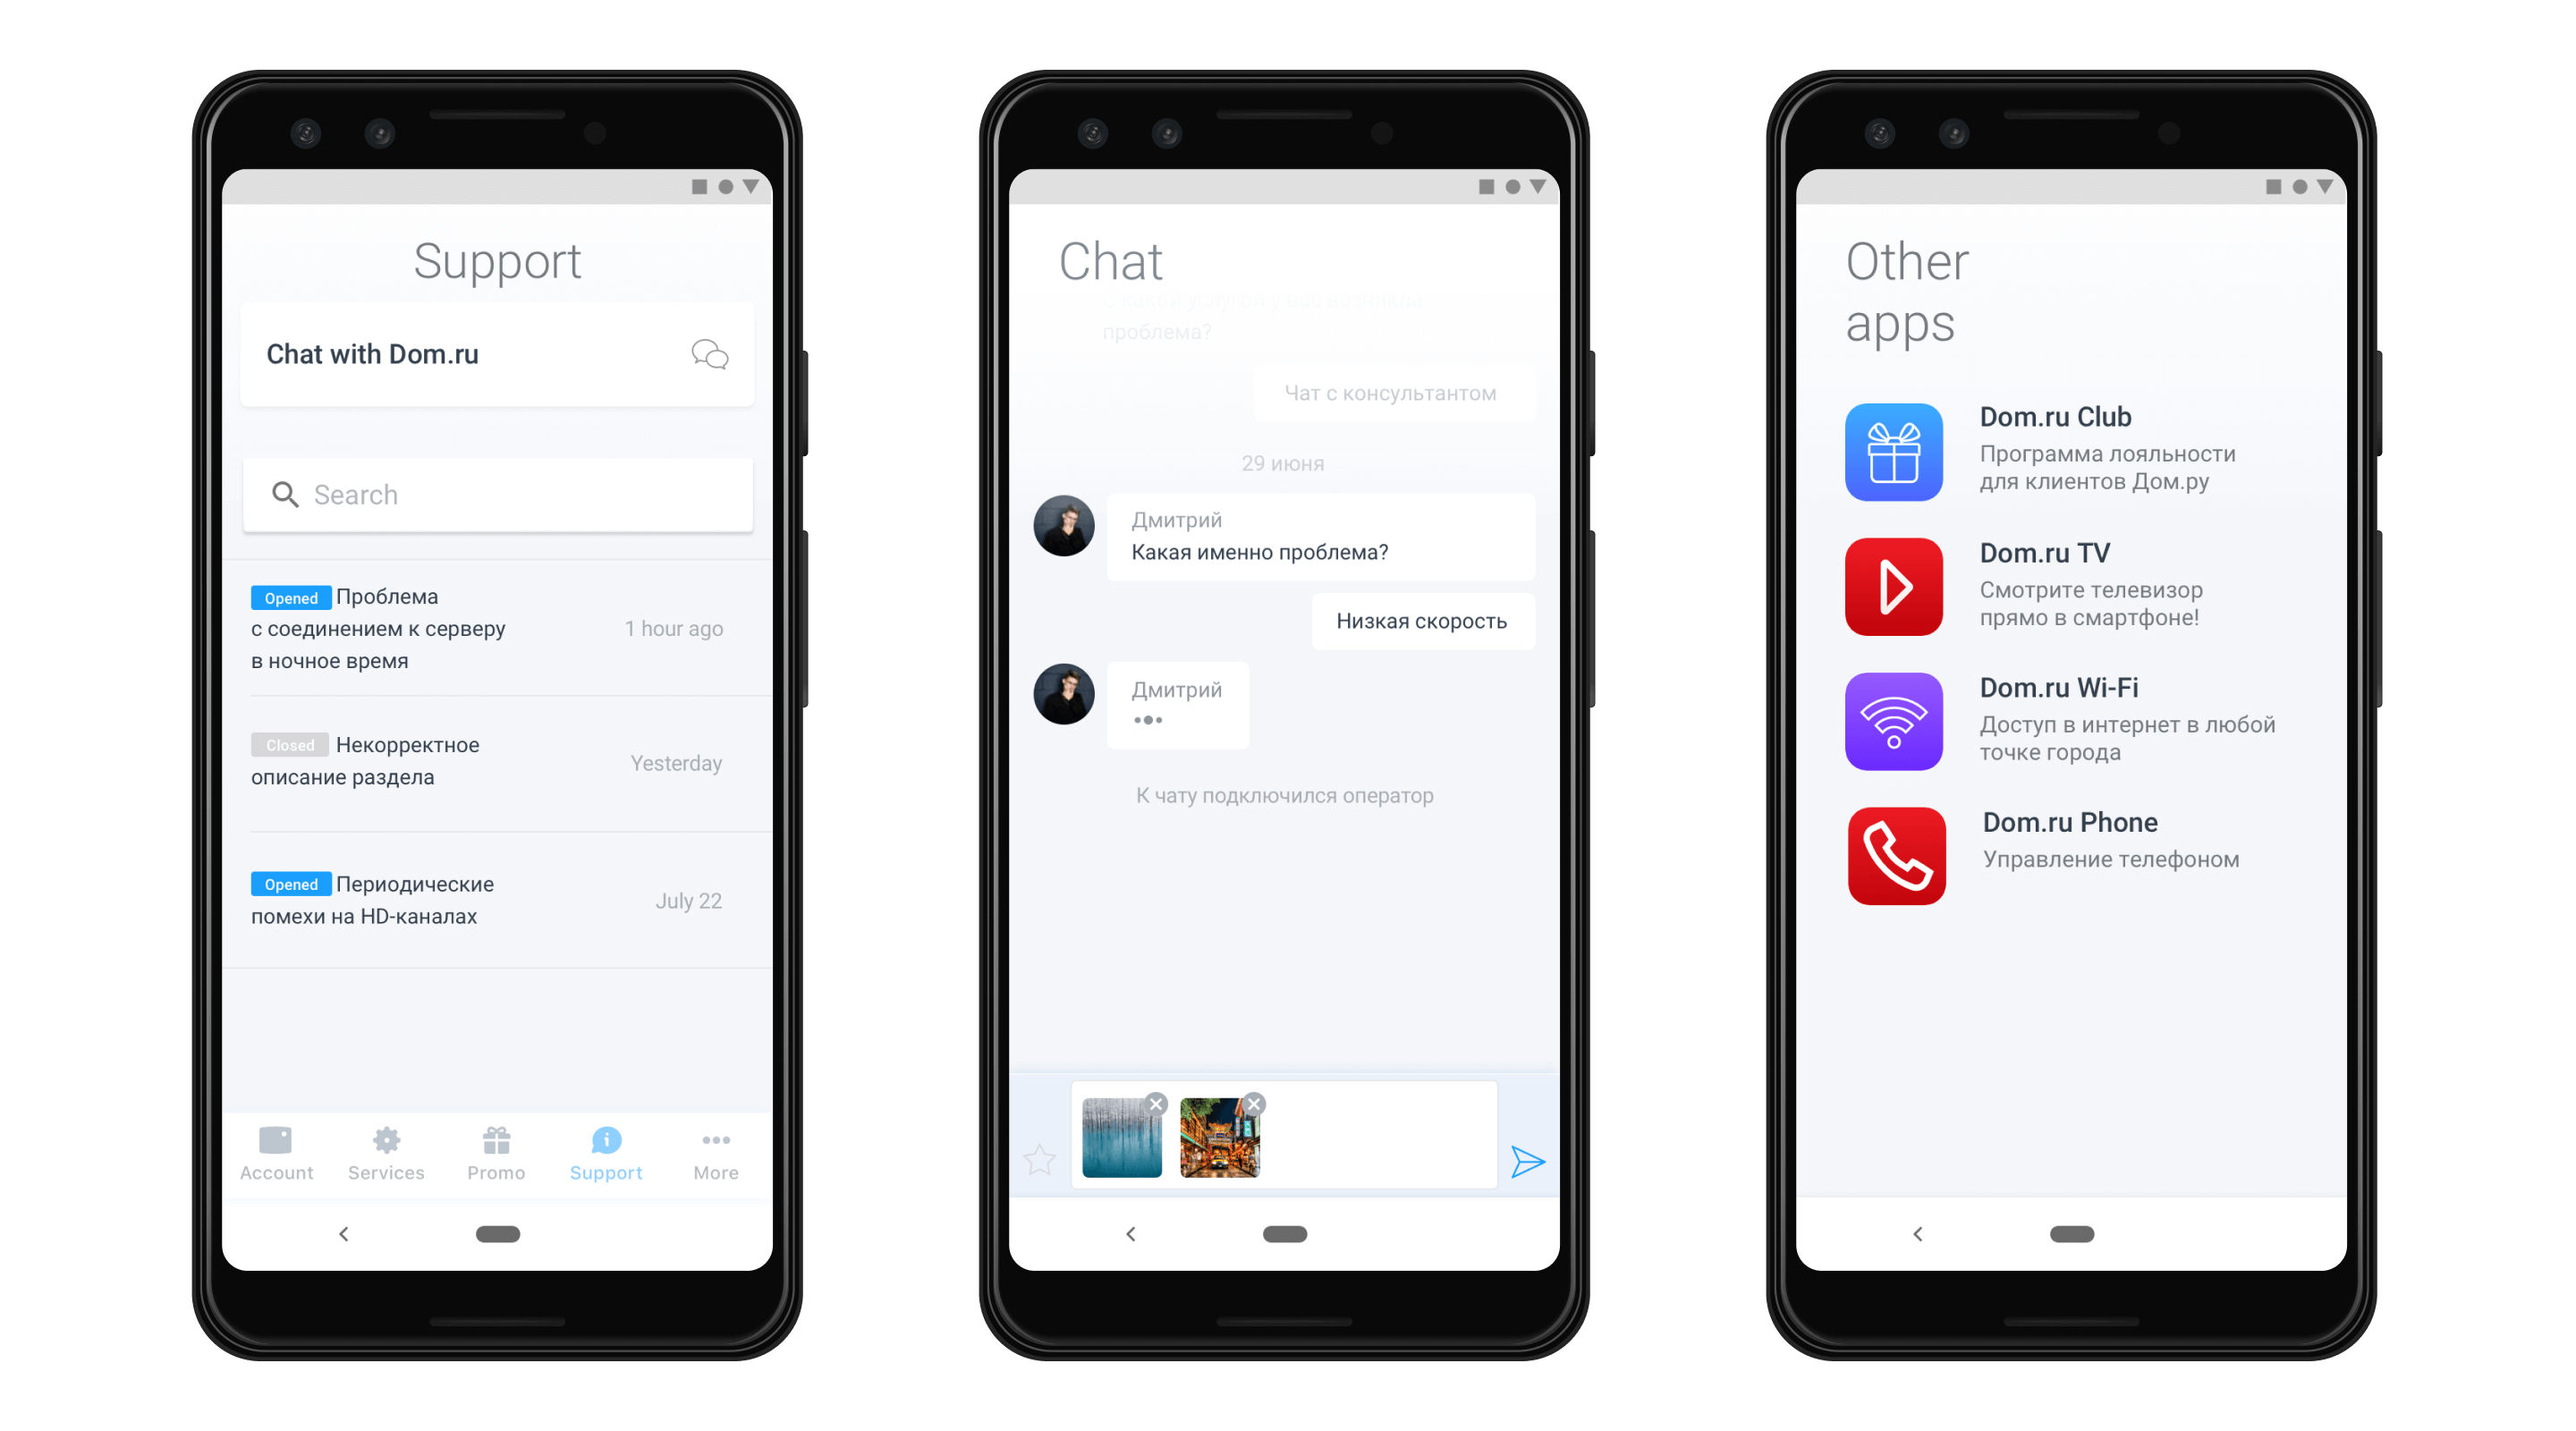 Support
Chat with Dom.ru
Search
Opened Проблема
с соединением к серверу
в ночное время
1 hour ago
Closed Некорректное
описание раздела
Yesterday
Opened Периодические
помехи на HD-каналах
July 22
Account
Services
Promo
Support
More
Chat
С какой услугой у вас возникла
проблема?
Чат с консультантом
29 июня
Дмитрий
Какая именно проблема?
Низкая скорость
Дмитрий
К чату подключился оператор
Other
apps
Dom.ru Club
Программа лояльности
для клиентов Дом.ру
Dom.ru TV
Смотрите телевизор
прямо в смартфоне!
Dom.ru Wi-Fi
Доступ в интернет в любой
точке города
Dom.ru Phone
Управление телефоном